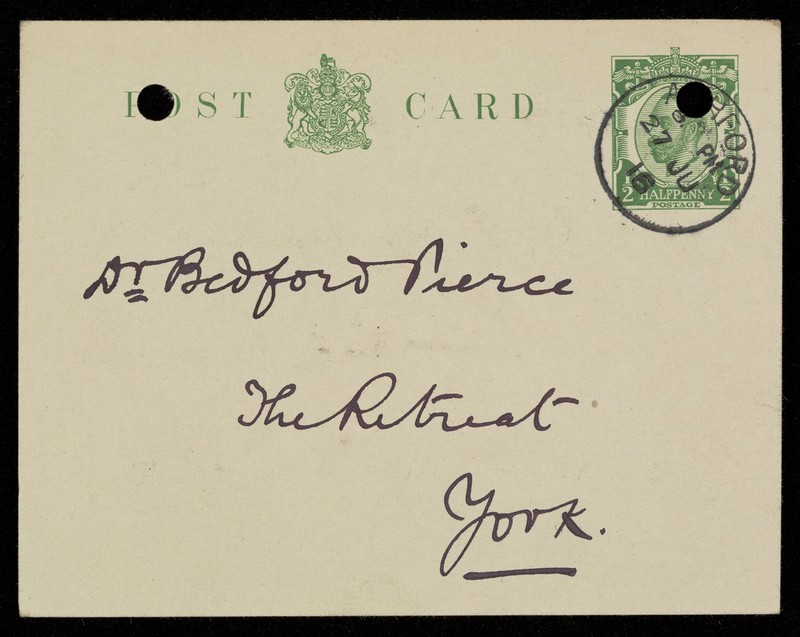 POST CARD
HALFPENNY
POSTAGE
PM
27 JU
16
Dr Bedford Pierce
The Retreat
York.